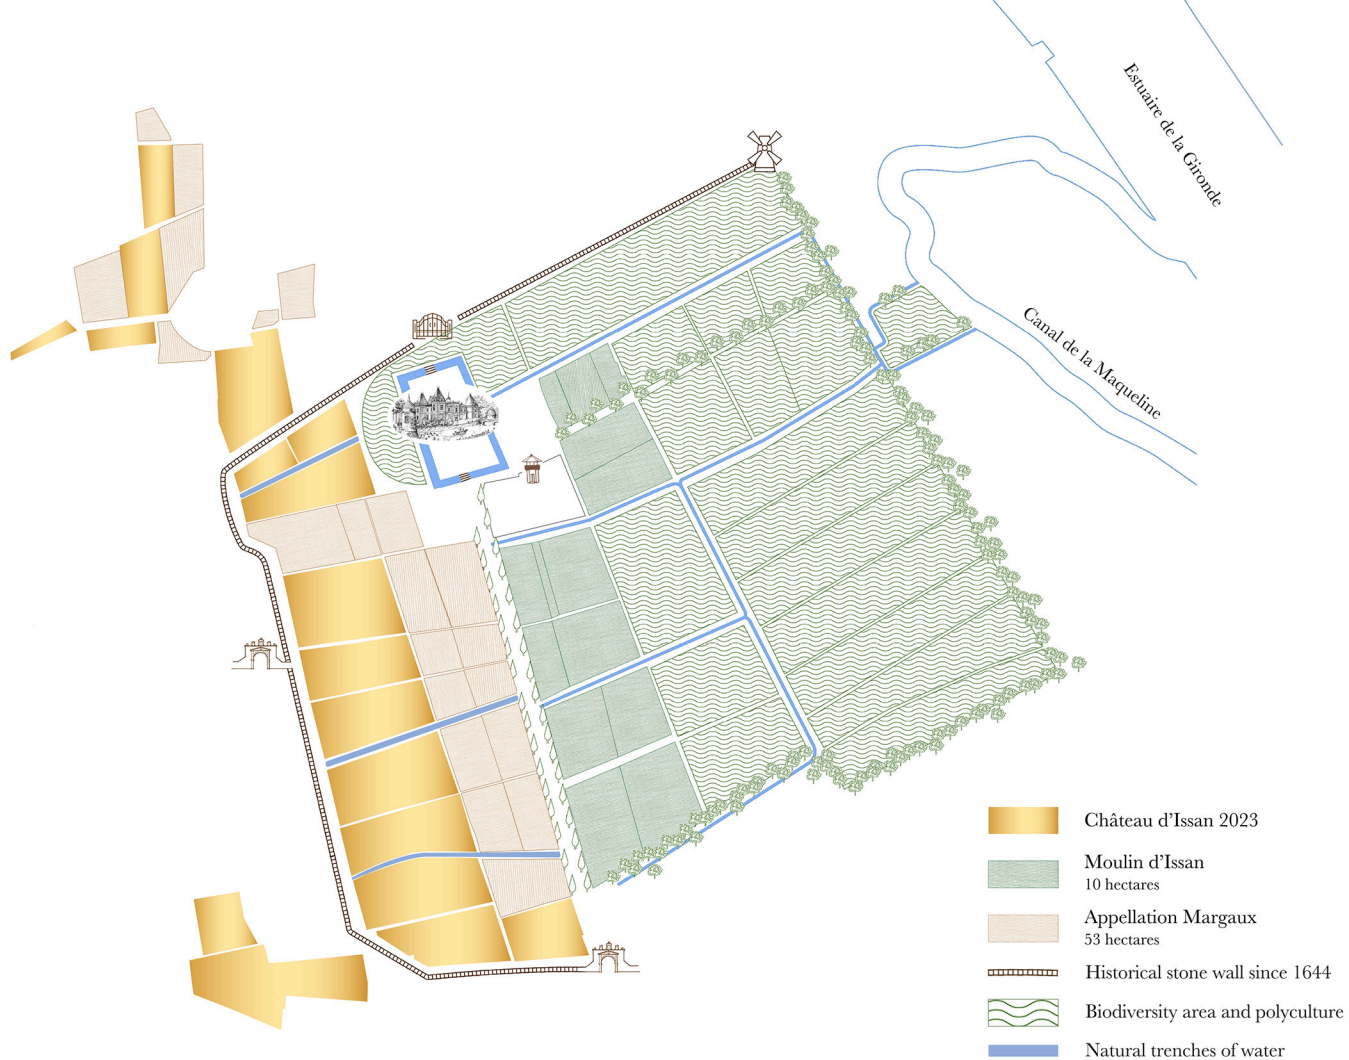 Estuaire de la Gironde
Canal de la Maqueline
Château d'Issan 2023
Moulin d'Issan
10 hectares
Appellation Margaux
53 hectares
Historical stone wall since 1644
Biodiversity area and polyculture
Natural trenches of water